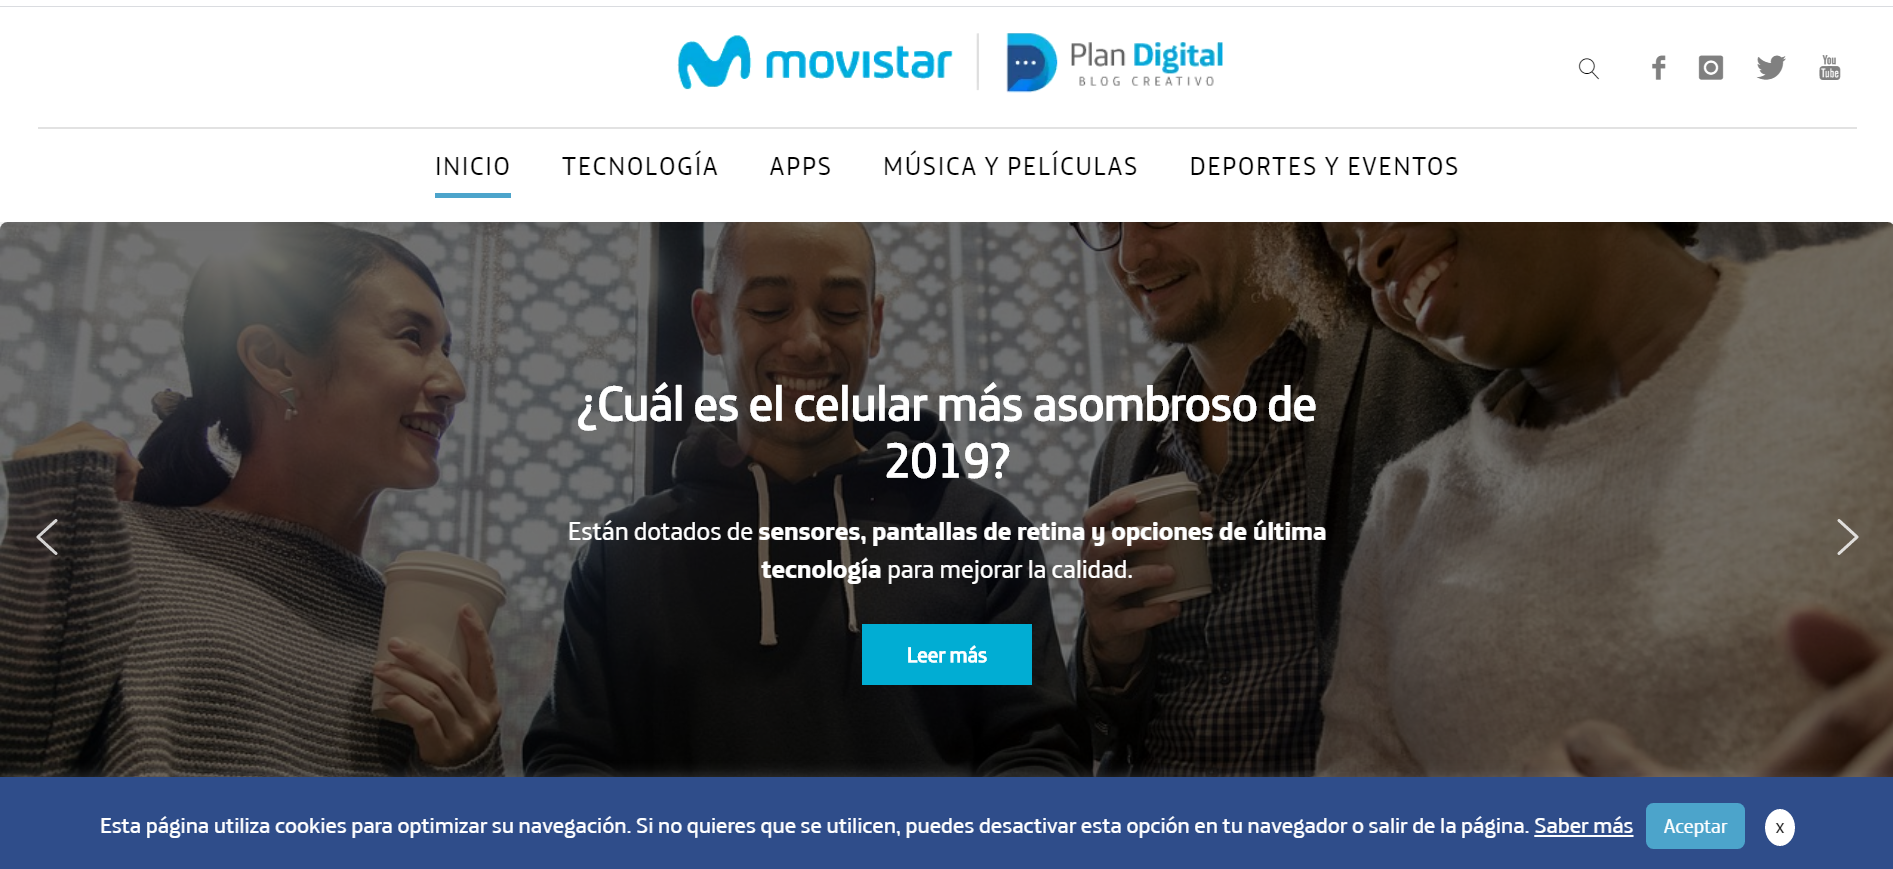 movistar
Plan Digital
BLOG CREATIVO
You
Tube
INICIO TECNOLOGÍA APPS MÚSICA Y PELÍCULAS DEPORTES Y EVENTOS
¿Cuál es el celular más asombroso de
2019?
Están dotados de sensores, pantallas de retina y opciones de última
tecnología para mejorar la calidad.
Leer más
Esta página utiliza cookies para optimizar su navegación. Si no quieres que se utilicen, puedes desactivar esta opción en tu navegador o salir de la página. Saber más Aceptar x